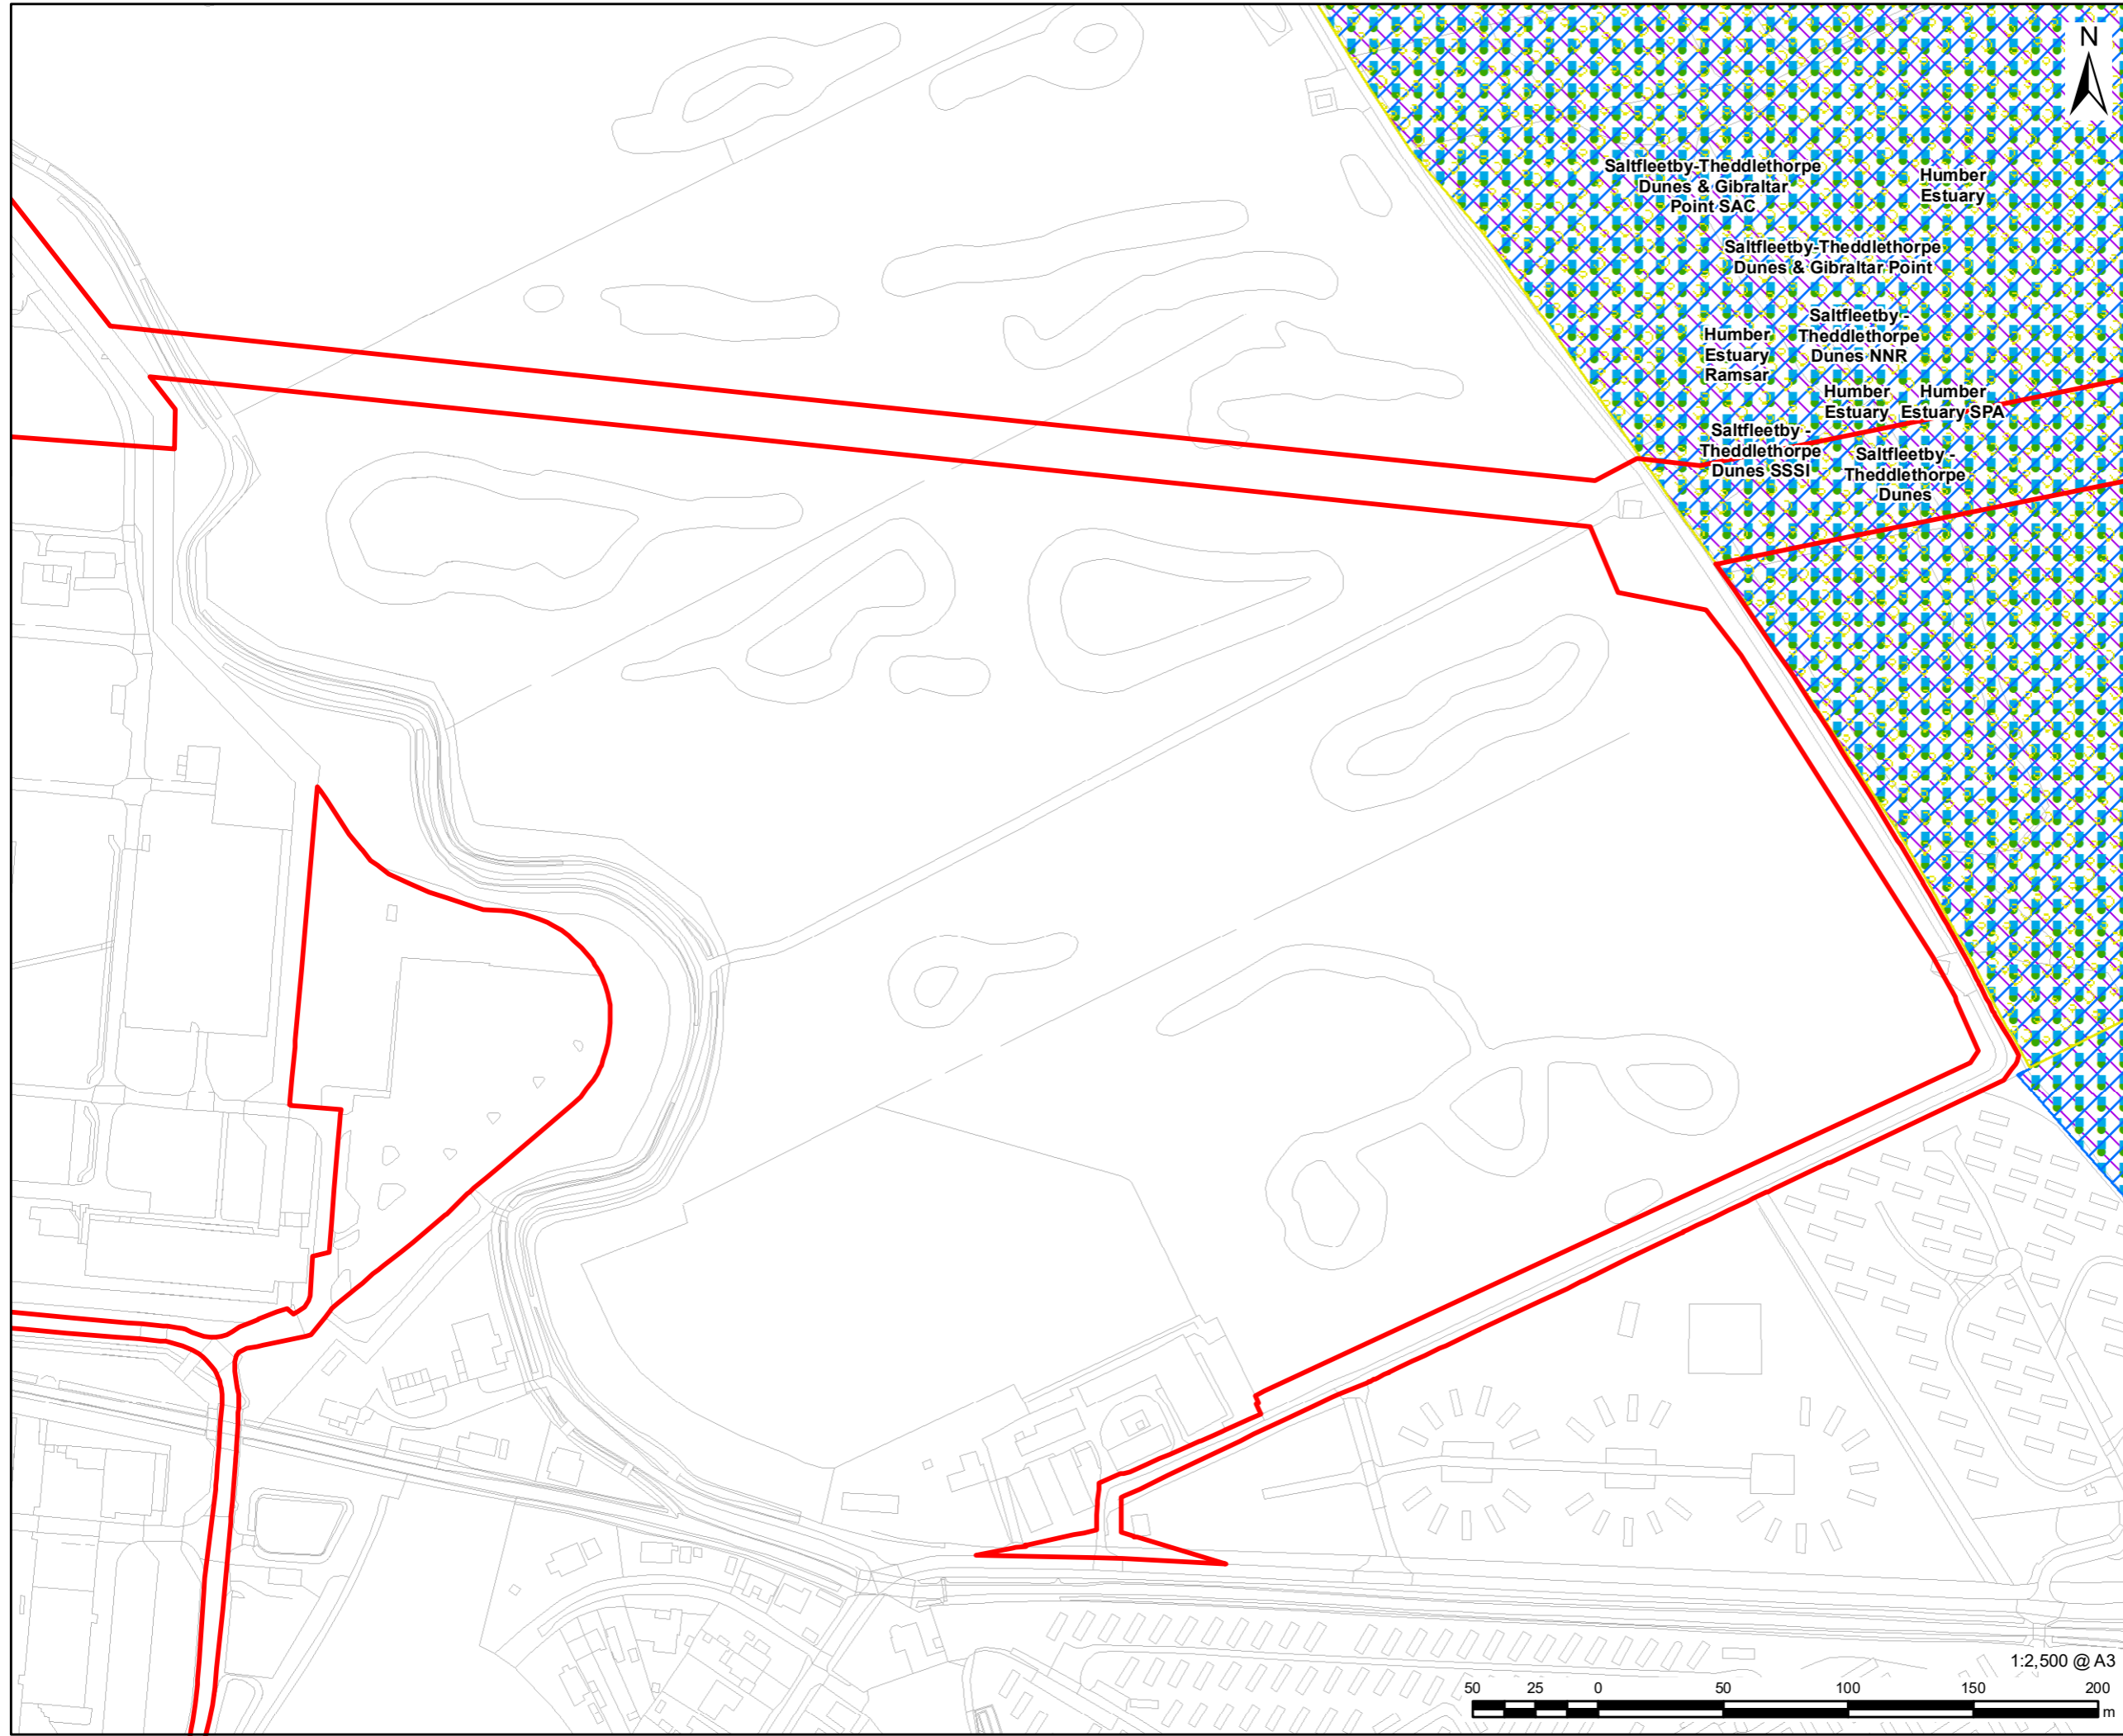 N
Saltfleetby-Theddlethorpe
Dunes & Gibraltar
Point SAC
Humber
Estuary
Saltfleetby-Theddlethorpe
Dunes & Gibraltar Point
Saltfleetby -
Theddlethorpe
Dunes NNR
Humber
Estuary
Ramsar
Humber
Estuary
Humber
Estuary SPA
Saltfleetby -
Theddlethorpe
Dunes SSSI
Saltfleetby -
Theddlethorpe
Dunes
1:2,500 @ A3
50 25 0 50 100 150 200
m